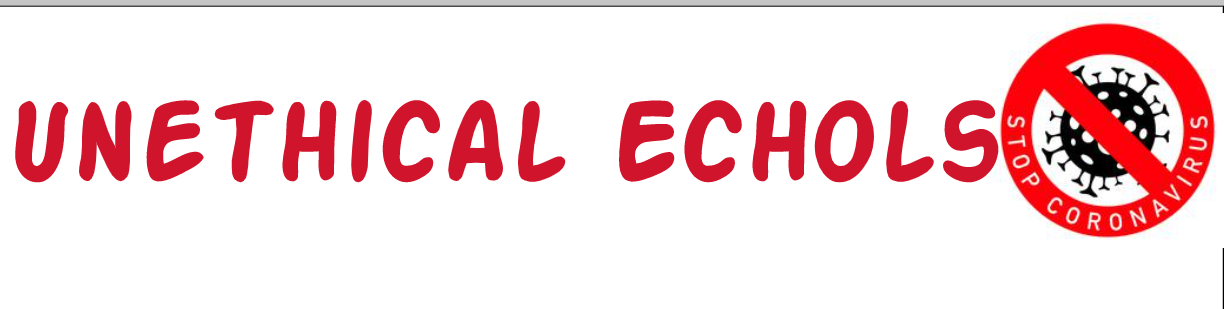 UNETHICAL ECHOLS
STOP CORONAVIRUS